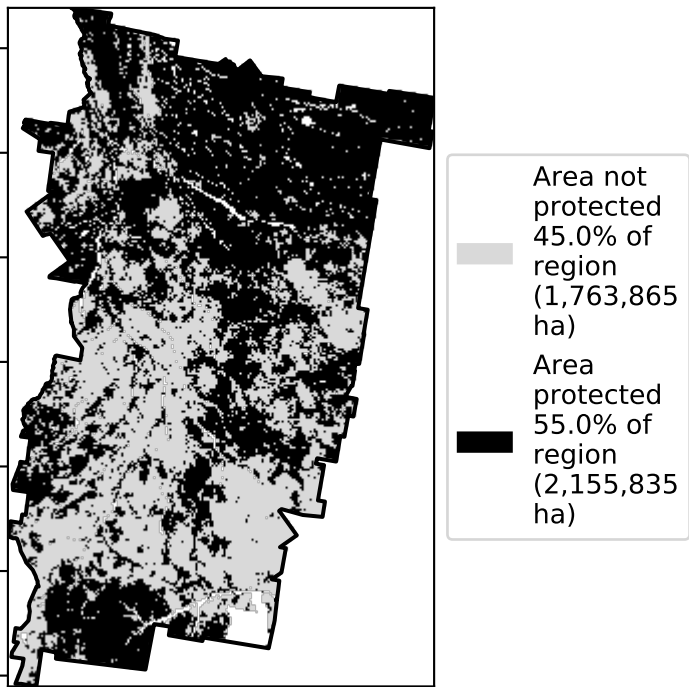 Area not
protected
45.0% of
region
(1,763,865
ha)
Area
protected
55.0% of
region
(2,155,835
ha)